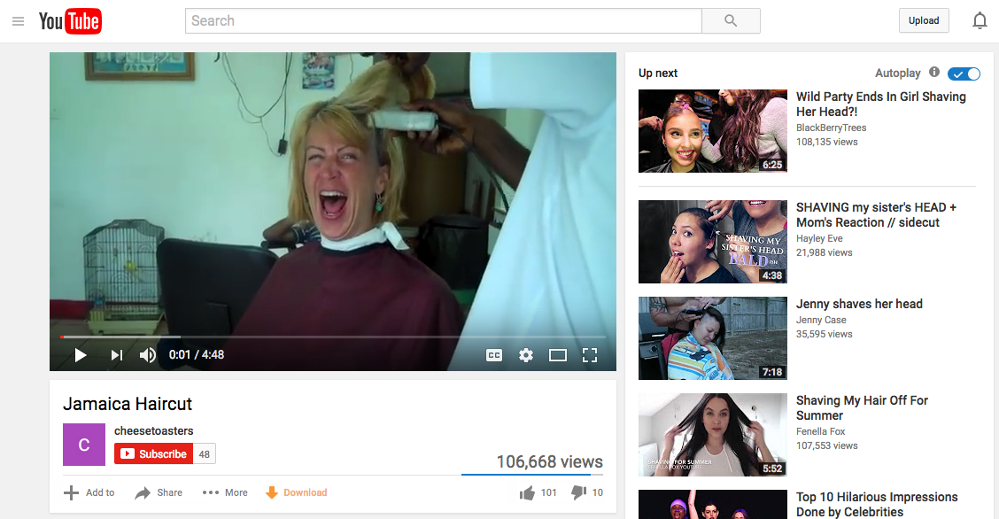 YouTube
Search
Upload
CC
0:01 / 4:48
Jamaica Haircut
C
cheesetoasters
Subscribe 48
106,668 views
Add to Share More Download
101 10
Up next
Autoplay
6:25
Wild Party Ends In Girl Shaving
Her Head?!
BlackBerryTrees
108,135 views
SHAVING MY
SISTER'S HEAD
BALD
4:38
SHAVING my sister's HEAD +
Mom's Reaction // sidecut
Hayley Eve
21,988 views
7:18
Jenny shaves her head
Jenny Case
35,595 views
SHAVING FOR SUMMER
FENELLA FOX YOUTUBE
5:52
Shaving My Hair Off For
Summer
Fenella Fox
107,553 views
Top 10 Hilarious Impressions
Done by Celebrities